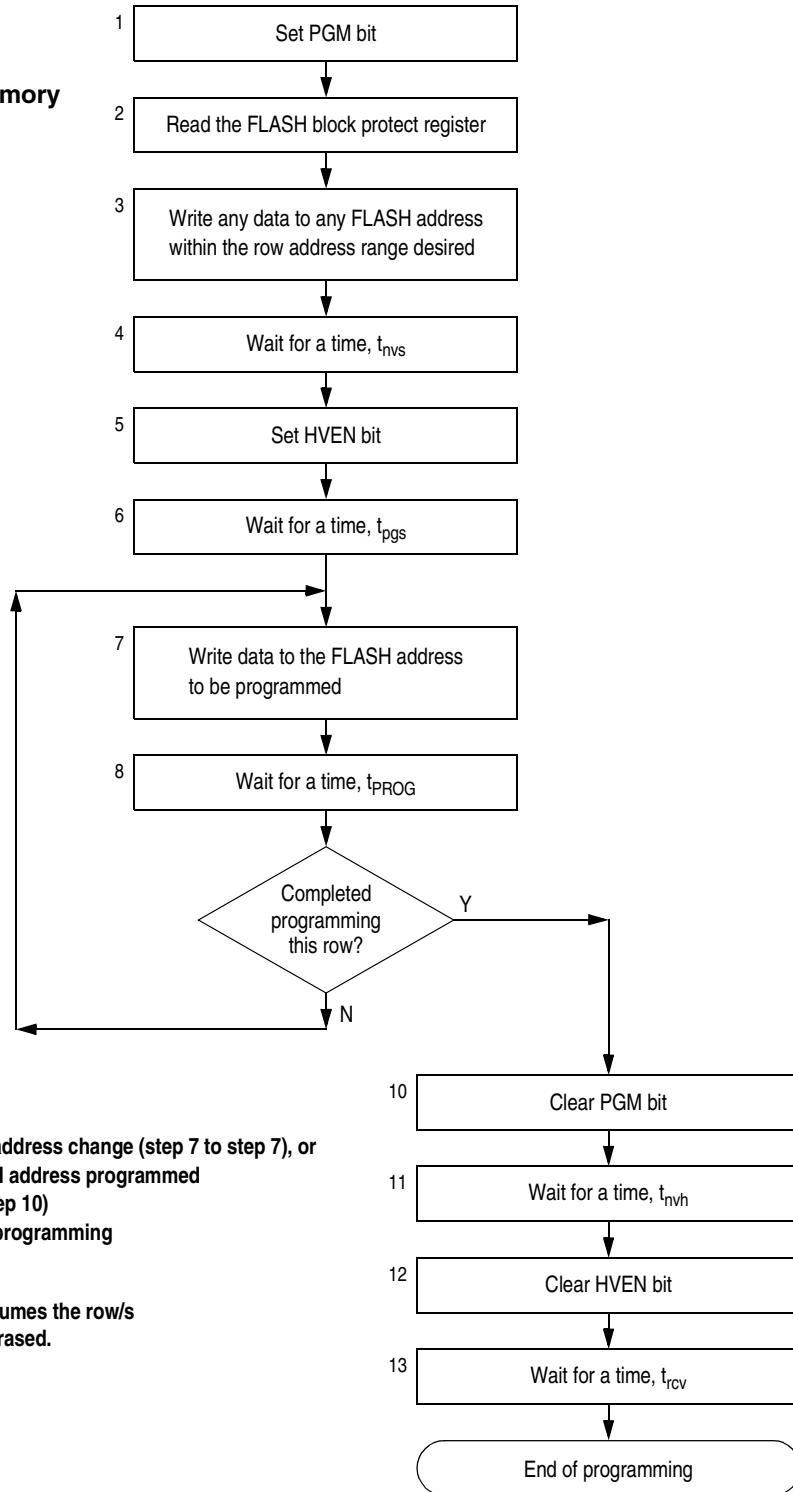 1
Set PGM bit
2
Read the FLASH block protect register
3
Write any data to any FLASH address
within the row address range desired
4
Wait for a time, tnvs
5
Set HVEN bit
6
Wait for a time, tpgs
7
Write data to the FLASH address
to be programmed
8
Wait for a time, tPROG
Completed
programming
this row?
Y
N
10
Clear PGM bit
address change (step 7 to step 7), or
address programmed
10)
programming
11
Wait for a time, tnvh
12
Clear HVEN bit
the row/s
13
Wait for a time, trcv
End of programming